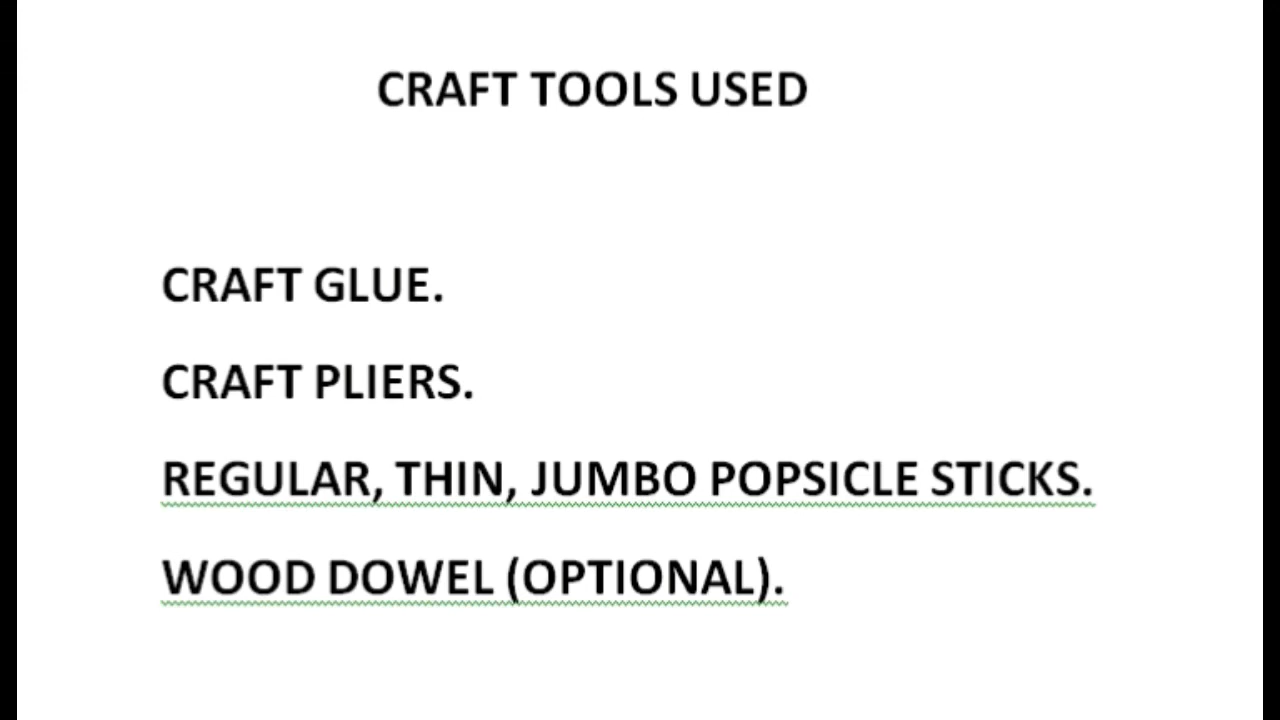 CRAFT TOOLS USED
CRAFT GLUE.
CRAFT PLIERS.
REGULAR, THIN, JUMBO POPSICLE STICKS.
WOOD DOWEL (OPTIONAL).